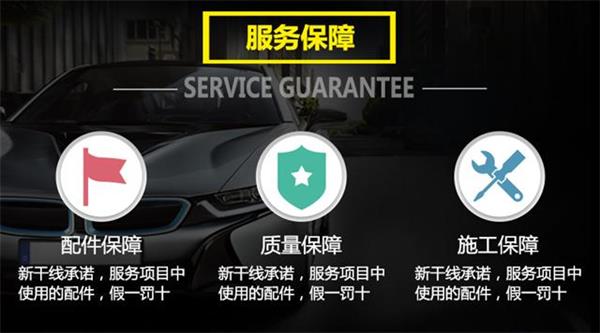 服务保障
SERVICE GUARANTEE
配件保障
新干线承诺，服务项目中
使用的配件，假一罚十
质量保障
新干线承诺，服务项目中
使用的配件，假一罚十
施工保障
新干线承诺，服务项目中
使用的配件，假一罚十